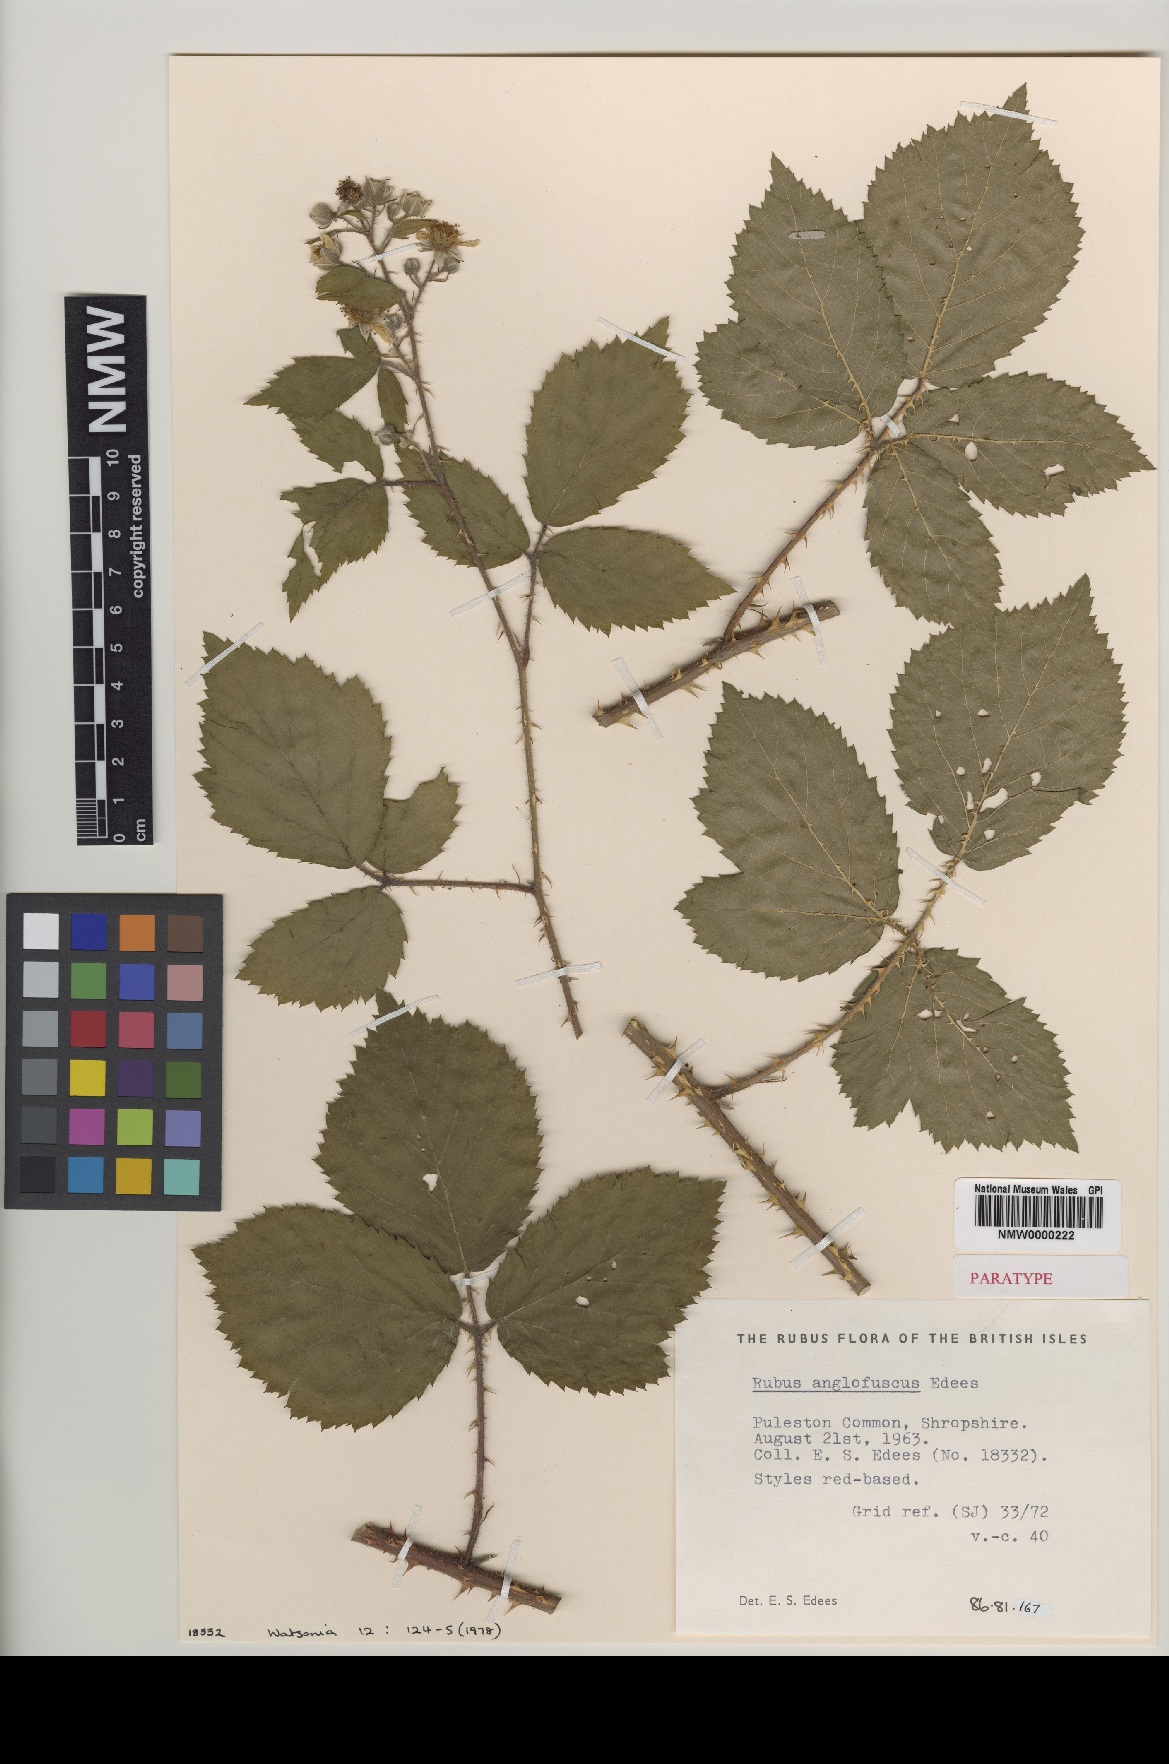 NMW
10
9
8
7
6
5
4
3
2
1
0
cm
copyright reserved
National Museum Wales GPI
NMW0000222
PARATYPE
THE RUBUS FLORA OF THE BRITISH ISLES
Rubus anglofuscus Edees
Puleston Common, Shropshire.
August 21st, 1963.
Coll. E. S. Edees (No. 18332).
Styles red-based.
Grid ref. (SJ) 33/72
v.-c. 40
Det. E. S. Edees
86.81.167
18332 Watsonia 12 : 124-5 (1978)